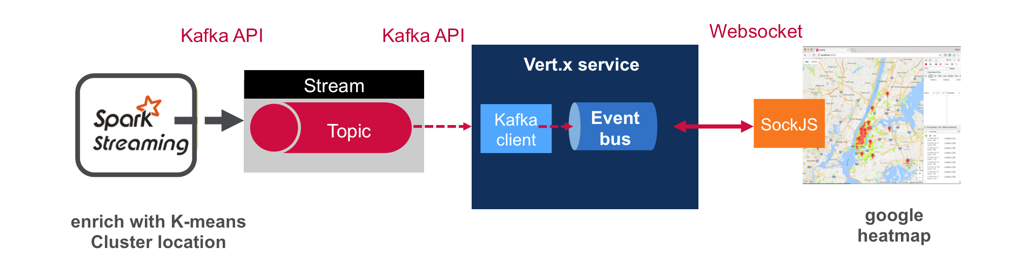 Kafka API
Kafka API
Websocket
Spark
Streaming
Stream
Topic
Vert.x service
Kafka
client
Event
bus
SockJS
enrich with K-means
Cluster location
google
heatmap